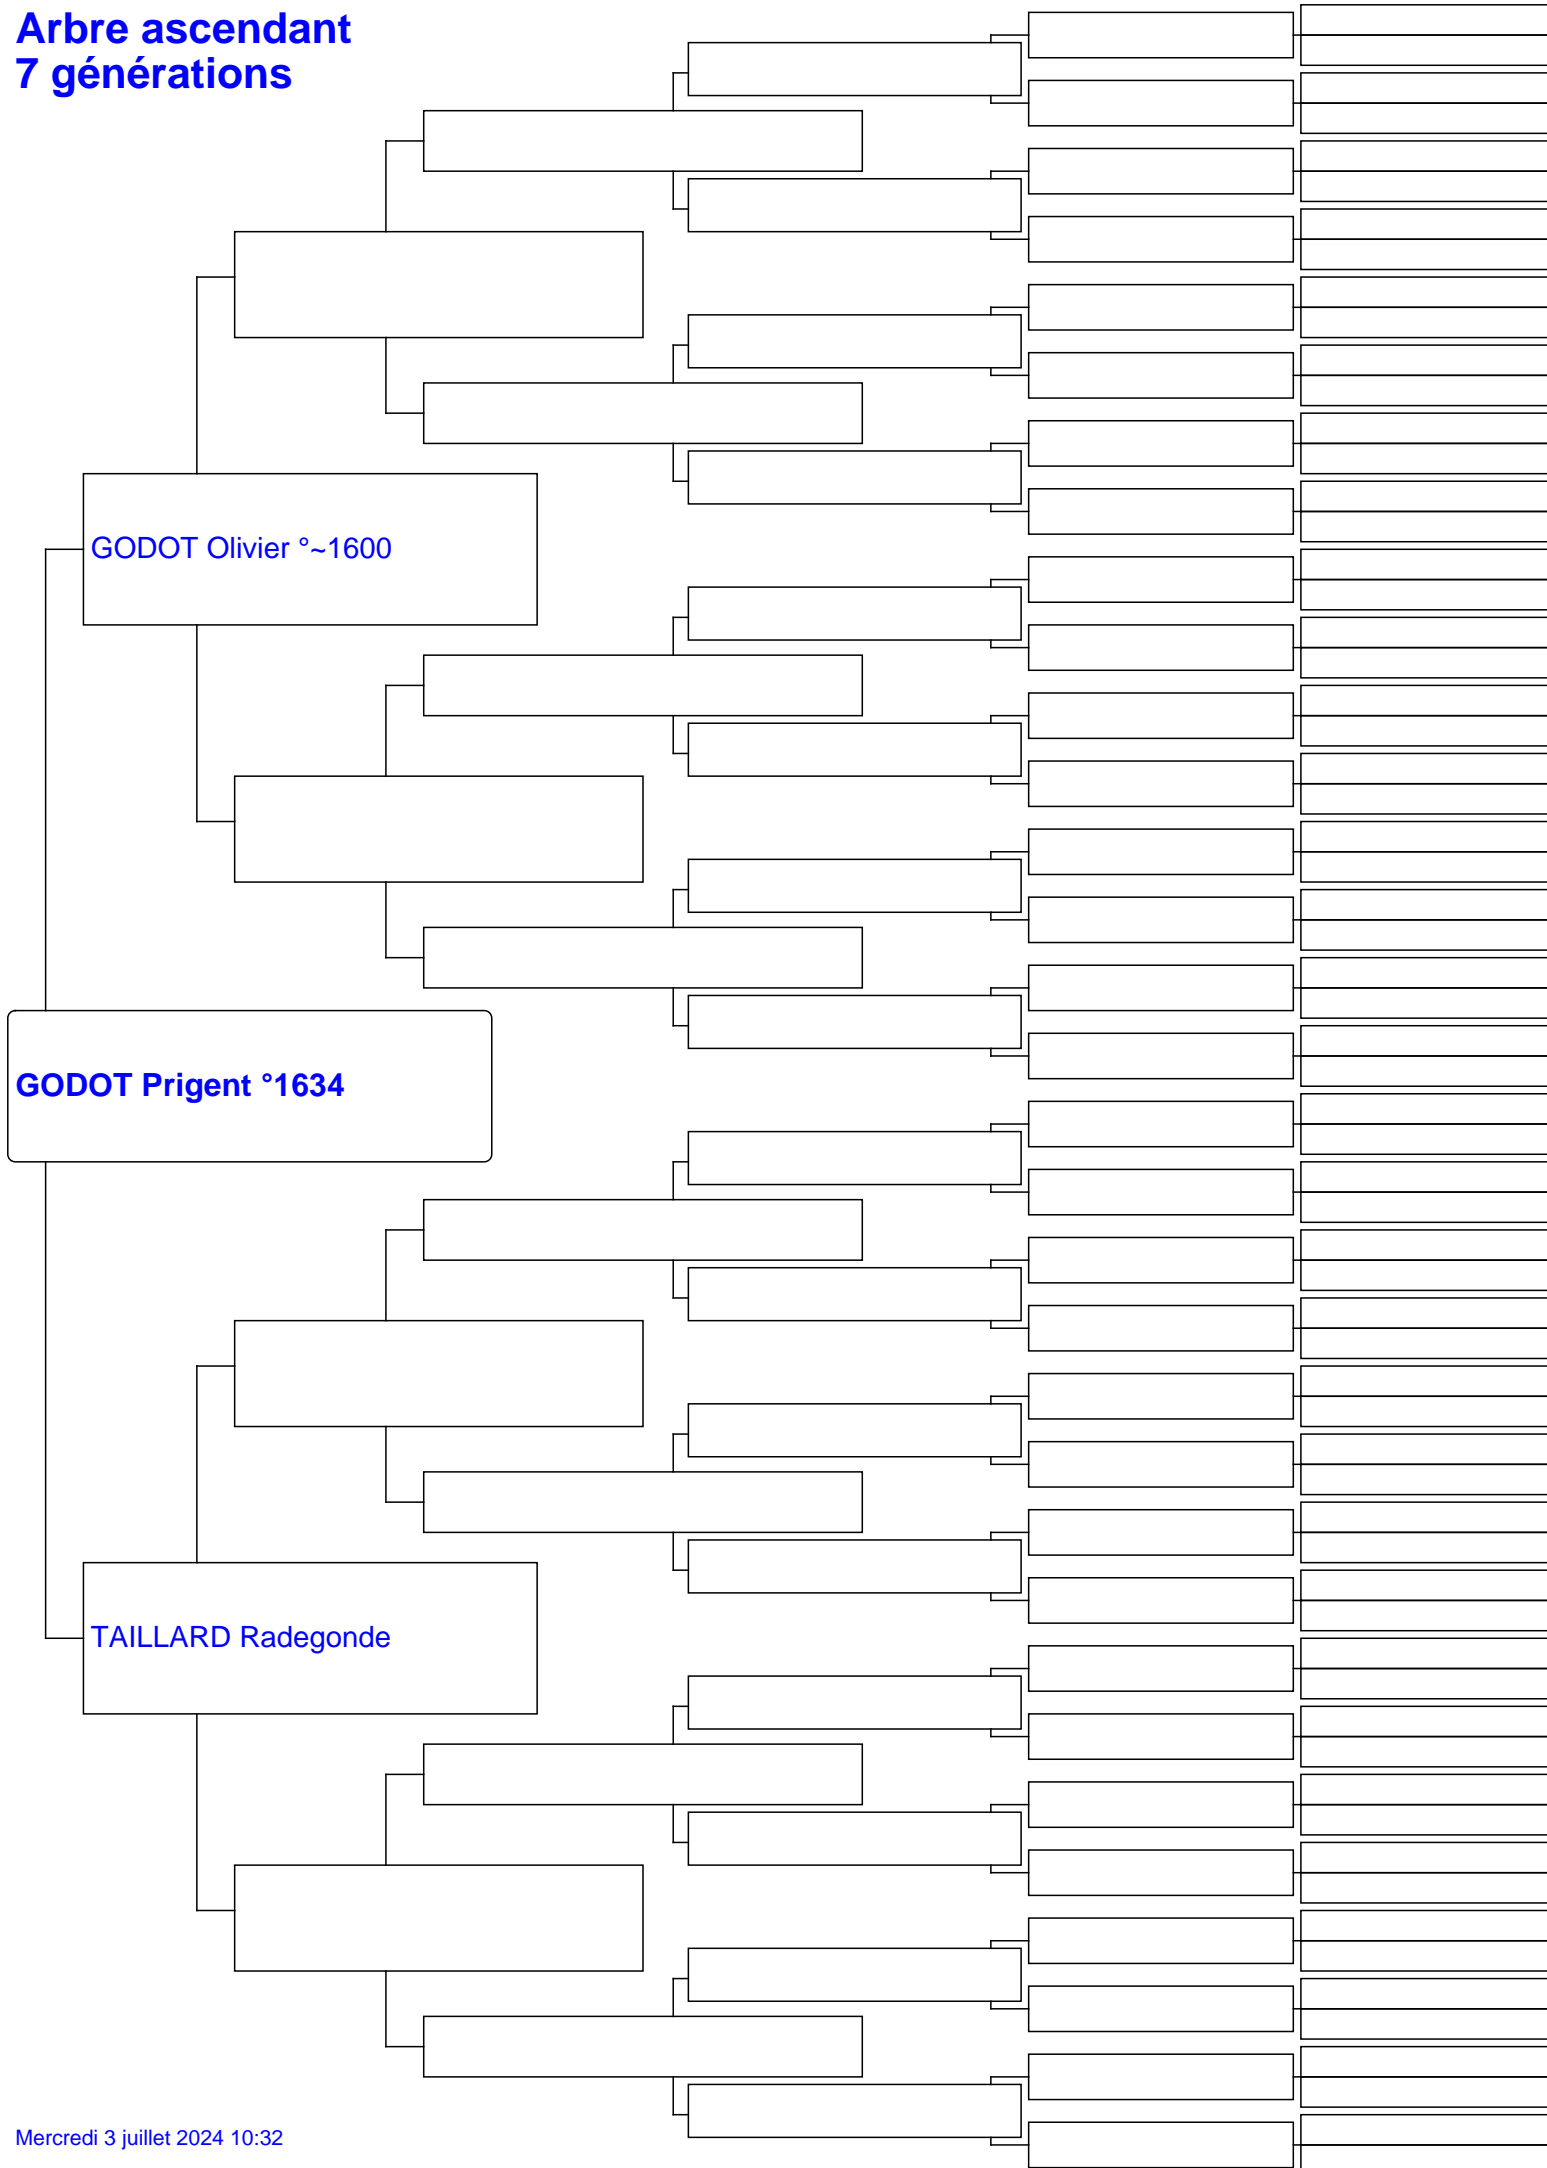 Arbre ascendant
7 générations
GODOT Olivier °~1600
GODOT Prigent °1634
TAILLARD Radegonde
Mercredi 3 juillet 2024 10:32